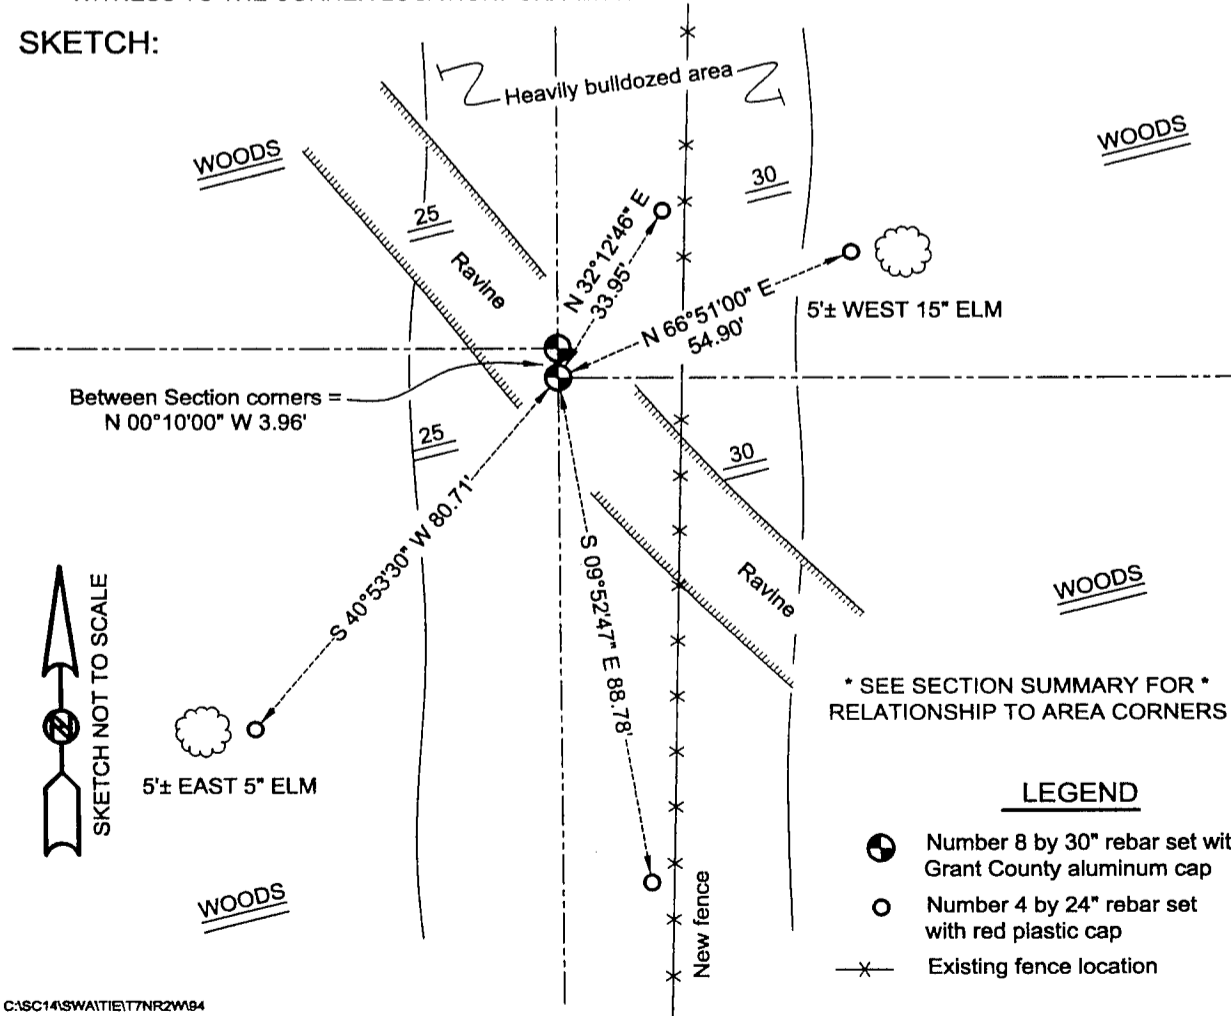 SKETCH:
Heavily bulldozed area
WOODS
WOODS
25
30
Ravine
N 32°12'46" E
33.95'
N 66°51'00" E
54.90'
5'± WEST 15" ELM
Between Section corners =
N 00°10'00" W 3.96'
25
30
S 40°53'30" W 80.71'
S 09°52'47" E 88.78'
Ravine
WOODS
N
SKETCH NOT TO SCALE
* SEE SECTION SUMMARY FOR *
RELATIONSHIP TO AREA CORNERS
5'± EAST 5" ELM
LEGEND
Number 8 by 30" rebar set wit
Grant County aluminum cap
WOODS
Number 4 by 24" rebar set
with red plastic cap
New fence
Existing fence location
C:\SC14\SWA\TIE\T7NR2W\94